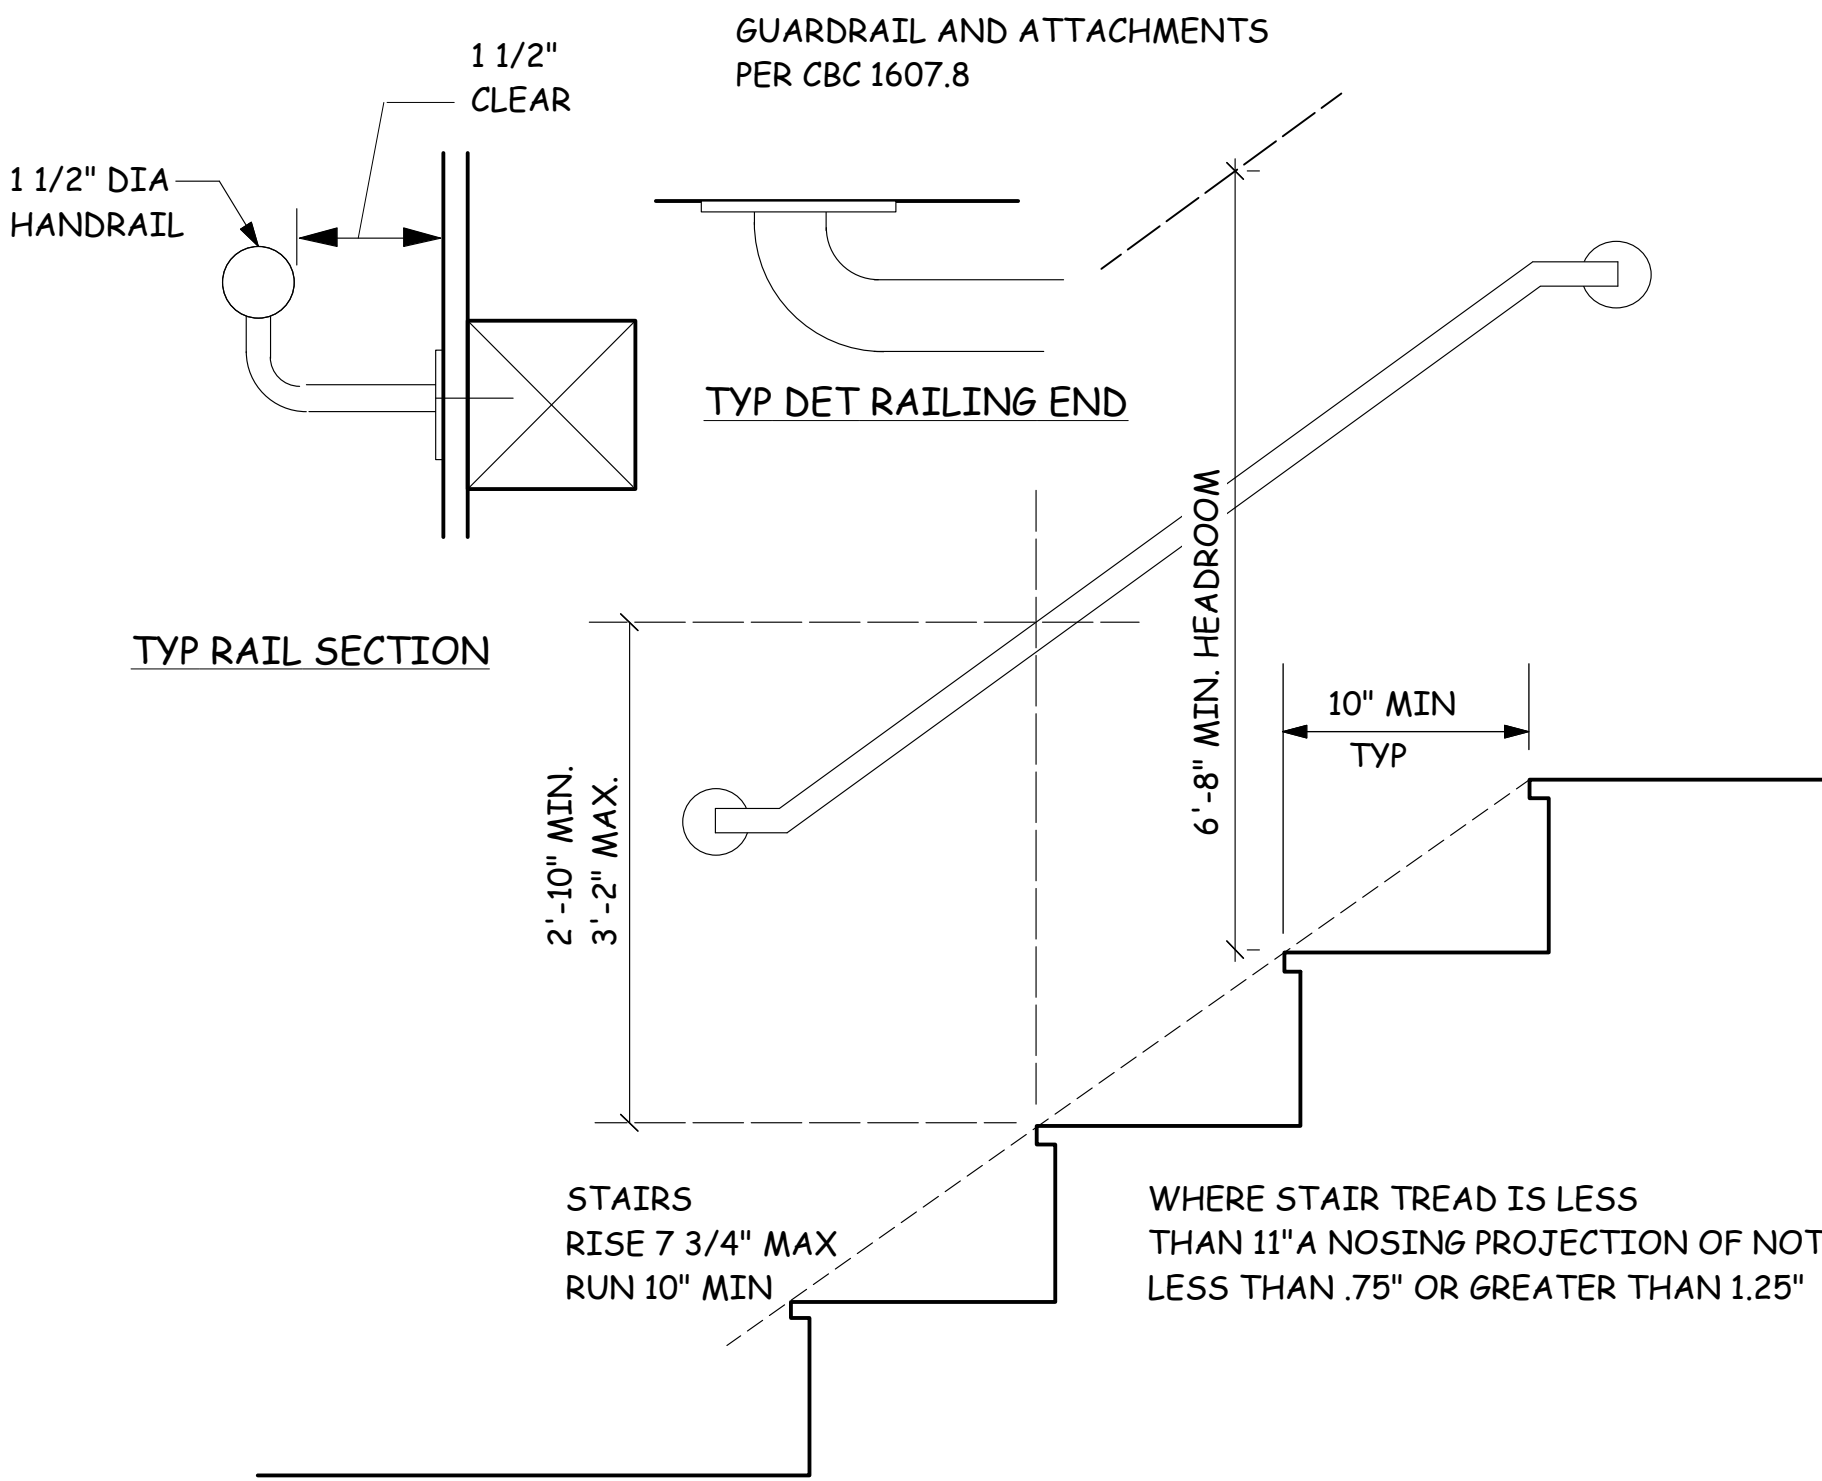 GUARDRAIL AND ATTACHMENTS
PER CBC 1607.8
1 1/2"
CLEAR
1 1/2" DIA
HANDRAIL
TYP DET RAILING END
TYP RAIL SECTION
6'-8" MIN. HEADROOM
10" MIN
TYP
2'-10" MIN.
3'-2" MAX.
STAIRS
RISE 7 3/4" MAX
RUN 10" MIN
WHERE STAIR TREAD IS LESS
THAN 11"A NOSING PROJECTION OF NOT
LESS THAN .75" OR GREATER THAN 1.25"